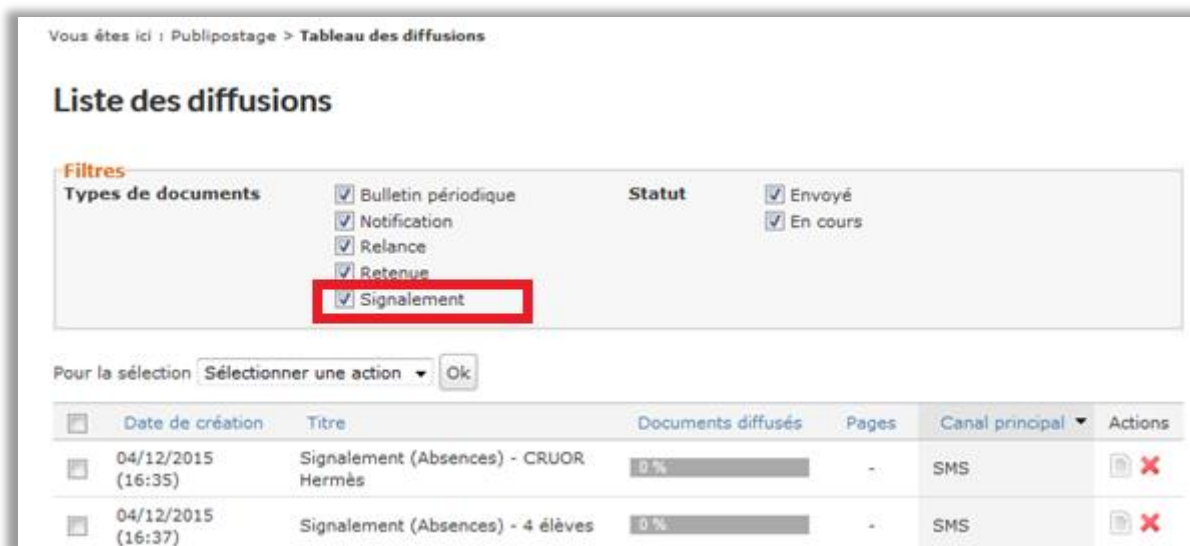 Vous êtes ici : Publipostage > Tableau des diffusions
Liste des diffusions
Filtres
Types de documents
Bulletin périodique
Notification
Relance
Retenue
Signalement
Statut
Envoyé
En cours
Pour la sélection Sélectionner une action Ok
Date de création Titre Documents diffusés Pages Canal principal Actions
04/12/2015 (16:35) Signalement (Absences) - CRUOR Hermès 0 % - SMS
04/12/2015 (16:37) Signalement (Absences) - 4 élèves 0 % - SMS